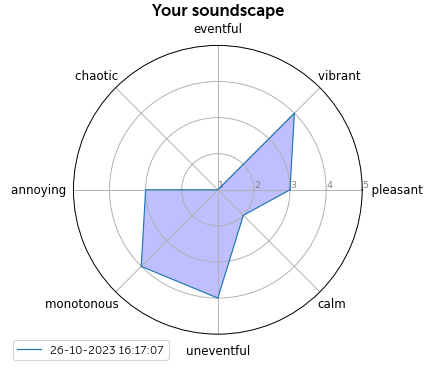 Your soundscape
eventful
chaotic
vibrant
annoying
1
2
3
4
5
pleasant
monotonous
calm
uneventful
26-10-2023 16:17:07